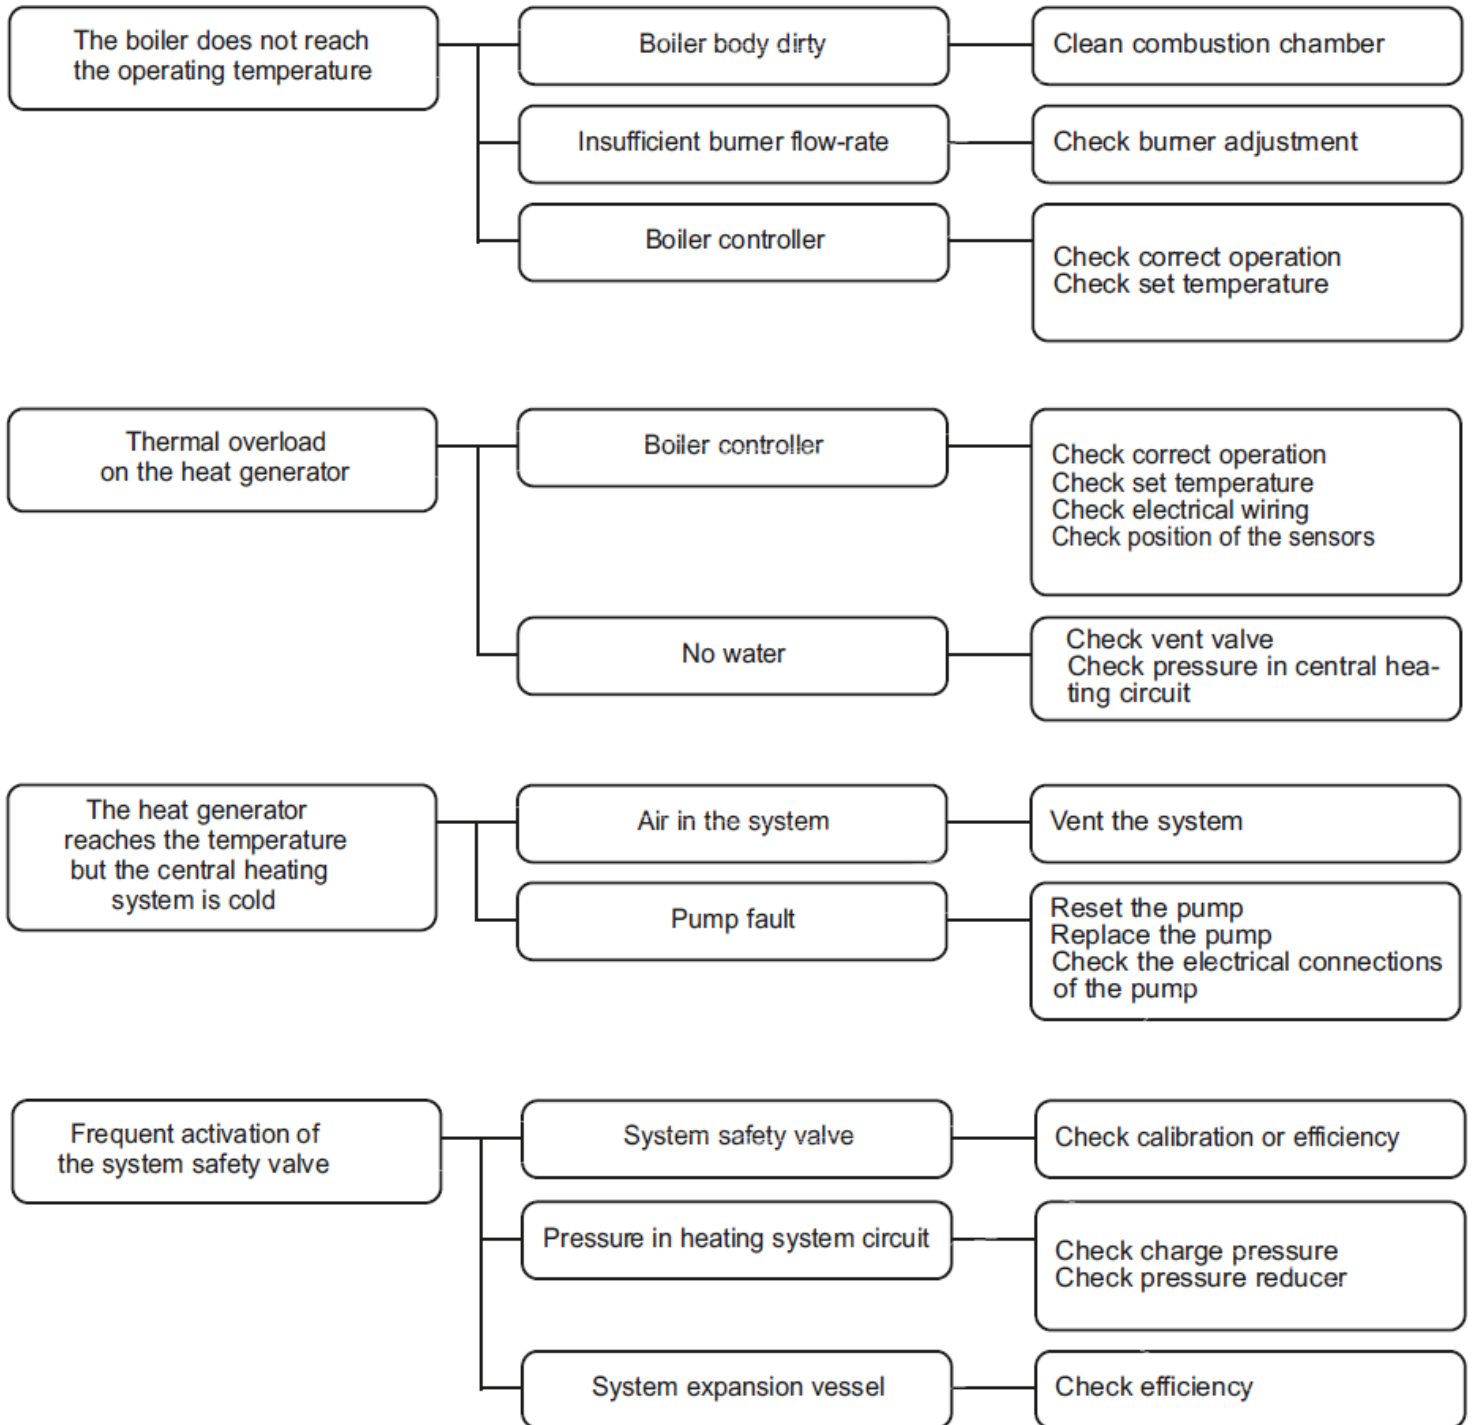 The boiler does not reach
the operating temperature
Boiler body dirty
Clean combustion chamber
Insufficient burner flow-rate
Check burner adjustment
Boiler controller
Check correct operation
Check set temperature
Thermal overload
on the heat generator
Boiler controller
Check correct operation
Check set temperature
Check electrical wiring
Check position of the sensors
No water
Check vent valve
Check pressure in central hea-
ting circuit
The heat generator
reaches the temperature
but the central heating
system is cold
Air in the system
Vent the system
Pump fault
Reset the pump
Replace the pump
Check the electrical connections
of the pump
Frequent activation of
the system safety valve
System safety valve
Check calibration or efficiency
Pressure in heating system circuit
Check charge pressure
Check pressure reducer
System expansion vessel
Check efficiency